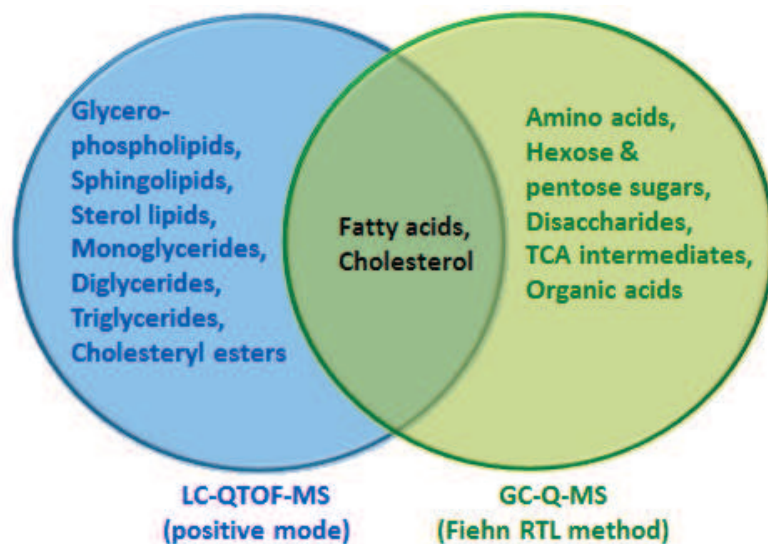 Glycero-
phospholipids,
Sphingolipids,
Sterol lipids,
Monoglycerides,
Diglycerides,
Triglycerides,
Cholesteryl esters
Fatty acids,
Cholesterol
Amino acids,
Hexose &
pentose sugars,
Disaccharides,
TCA intermediates,
Organic acids
LC-QTOF-MS
(positive mode)
GC-Q-MS
(Fiehn RTL method)